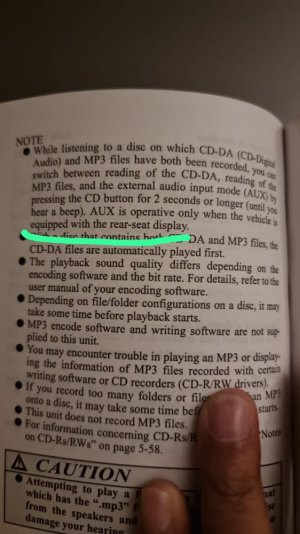 NOTE
● While listening to a disc on which CD-DA (CD-Digital
Audio) and MP3 files have both been recorded, you can
switch between reading of the CD-DA, reading of the
MP3 files, and the external audio input mode (AUX) by
pressing the CD button for 2 seconds or longer (until you
hear a beep). AUX is operative only when the vehicle is
equipped with the rear-seat display.
a disc that contains both DA and MP3 files, the
CD-DA files are automatically played first.
● The playback sound quality differs depending on the
encoding software and the bit rate. For details, refer to the
user manual of your encoding software.
● Depending on file/folder configurations on a disc, it may
take some time before playback starts.
● MP3 encode software and writing software are not sup-
plied to this unit.
● You may encounter trouble in playing an MP3 or display-
ing the information of MP3 files recorded with certain
writing software or CD recorders (CD-R/RW drivers).
● If you record too many folders or an MP3
onto a disc, it may take some time starts.
● This unit does not record MP3 files.
● For information concerning CD-Rs/R "Notes
on CD-Rs/RWs" on page 5-58.
CAUTION
● Attempting to play a
which has the ".mp3"
from the speakers and
damage your hearing